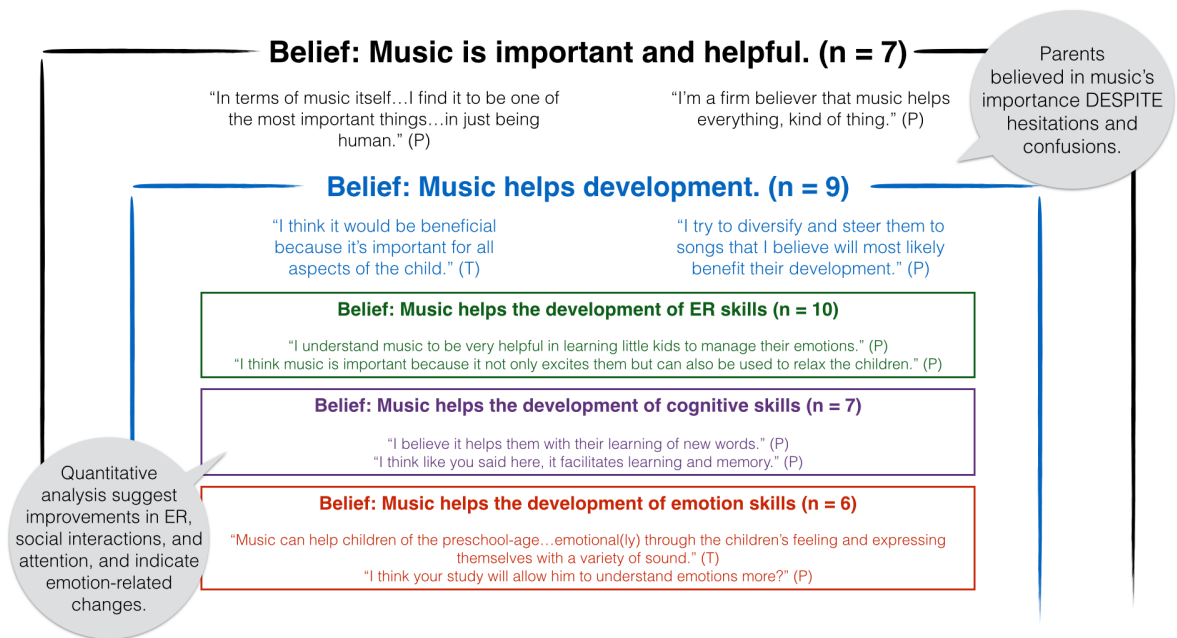 Belief: Music is important and helpful. (n = 7)
“In terms of music itself…I find it to be one of
the most important things…in just being
human.” (P)
“I’m a firm believer that music helps
everything, kind of thing.” (P)
Parents
believed in music’s
importance DESPITE
hesitations and
confusions.
Belief: Music helps development. (n = 9)
“I think it would be beneficial
because it’s important for all
aspects of the child.” (T)
“I try to diversify and steer them to
songs that I believe will most likely
benefit their development.” (P)
Belief: Music helps the development of ER skills (n = 10)
“I understand music to be very helpful in learning little kids to manage their emotions.” (P)
“I think music is important because it not only excites them but can also be used to relax the children.” (P)
Belief: Music helps the development of cognitive skills (n = 7)
“I believe it helps them with their learning of new words.” (P)
“I think like you said here, it facilitates learning and memory.” (P)
Quantitative
analysis suggest
improvements in ER,
social interactions, and
attention, and indicate
emotion-related
changes.
Belief: Music helps the development of emotion skills (n = 6)
“Music can help children of the preschool-age…emotional(ly) through the children’s feeling and expressing
themselves with a variety of sound.” (T)
“I think your study will allow him to understand emotions more?” (P)